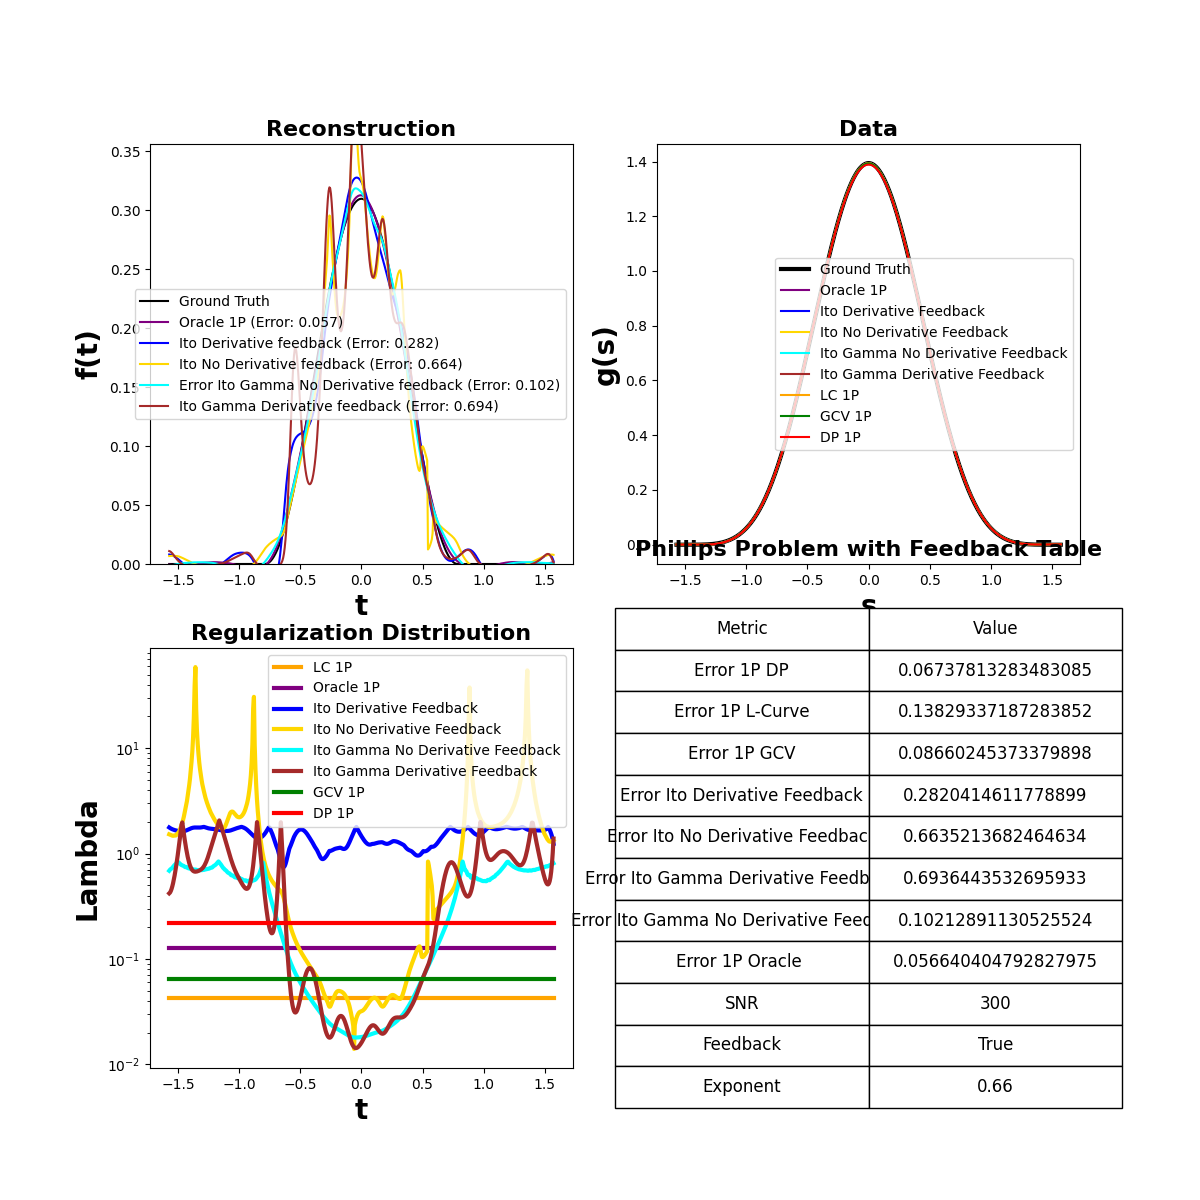 Reconstruction
0.35
0.30
0.25
0.20
0.15
0.10
0.05
0.00
f(t)
Ground Truth
Oracle 1P (Error: 0.057)
Ito Derivative feedback (Error: 0.282)
Ito No Derivative feedback (Error: 0.664)
Error Ito Gamma No Derivative feedback (Error: 0.102)
Ito Gamma Derivative feedback (Error: 0.694)
−1.5 −1.0 −0.5 0.0 0.5 1.0 1.5
t
Data
1.4
1.2
1.0
0.8
0.6
0.4
0.2
g(s)
Ground Truth
Oracle 1P
Ito Derivative Feedback
Ito No Derivative Feedback
Ito Gamma No Derivative Feedback
Ito Gamma Derivative Feedback
LC 1P
GCV 1P
DP 1P
−1.5 −1.0 −0.5 0.0 0.5 1.0 1.5
s
Regularization Distribution
10^1
10^0
10^−1
10^−2
Lambda
LC 1P
Oracle 1P
Ito Derivative Feedback
Ito No Derivative Feedback
Ito Gamma No Derivative Feedback
Ito Gamma Derivative Feedback
GCV 1P
DP 1P
−1.5 −1.0 −0.5 0.0 0.5 1.0 1.5
t
Phillips Problem with Feedback Table
Metric Value
Error 1P DP 0.06737813283483085
Error 1P L-Curve 0.13829337187283852
Error 1P GCV 0.08660245373379898
Error Ito Derivative Feedback 0.2820414611778899
Error Ito No Derivative Feedbac 0.6635213682464634
Error Ito Gamma Derivative Feedb 0.6936443532695933
Error Ito Gamma No Derivative Feed 0.10212891130525524
Error 1P Oracle 0.056640404792827975
SNR 300
Feedback True
Exponent 0.66